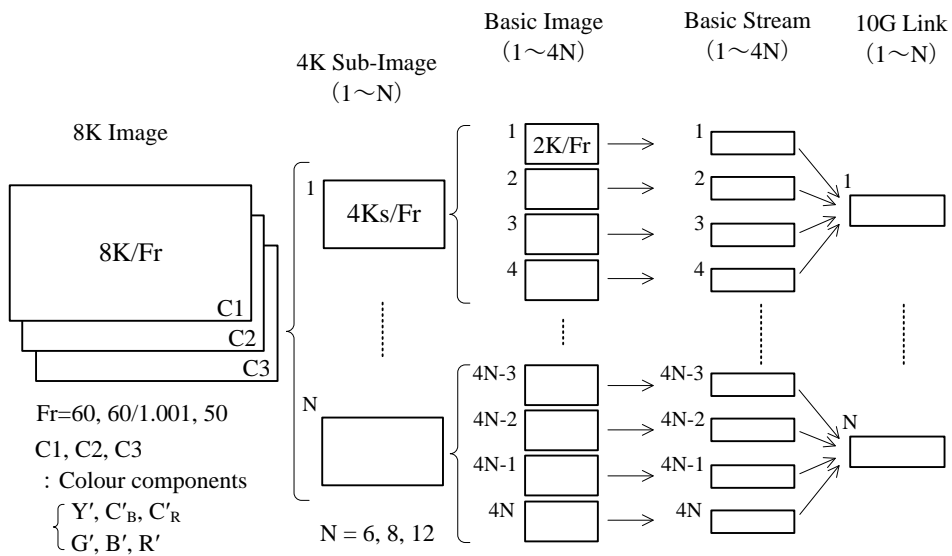 Basic Image
(1～4N)
Basic Stream
(1～4N)
10G Link
(1～N)
4K Sub-Image
(1～N)
8K Image
1
4Ks/Fr
1
2K/Fr
2
3
4
1
2
3
4
1
8K/Fr
C1
C2
C3
N
4N-3
4N-2
4N-1
4N
4N-3
4N-2
4N-1
4N
N
Fr=60, 60/1.001, 50
C1, C2, C3
: Colour components
Y′, C′B, C′R
G′, B′, R′
N = 6, 8, 12